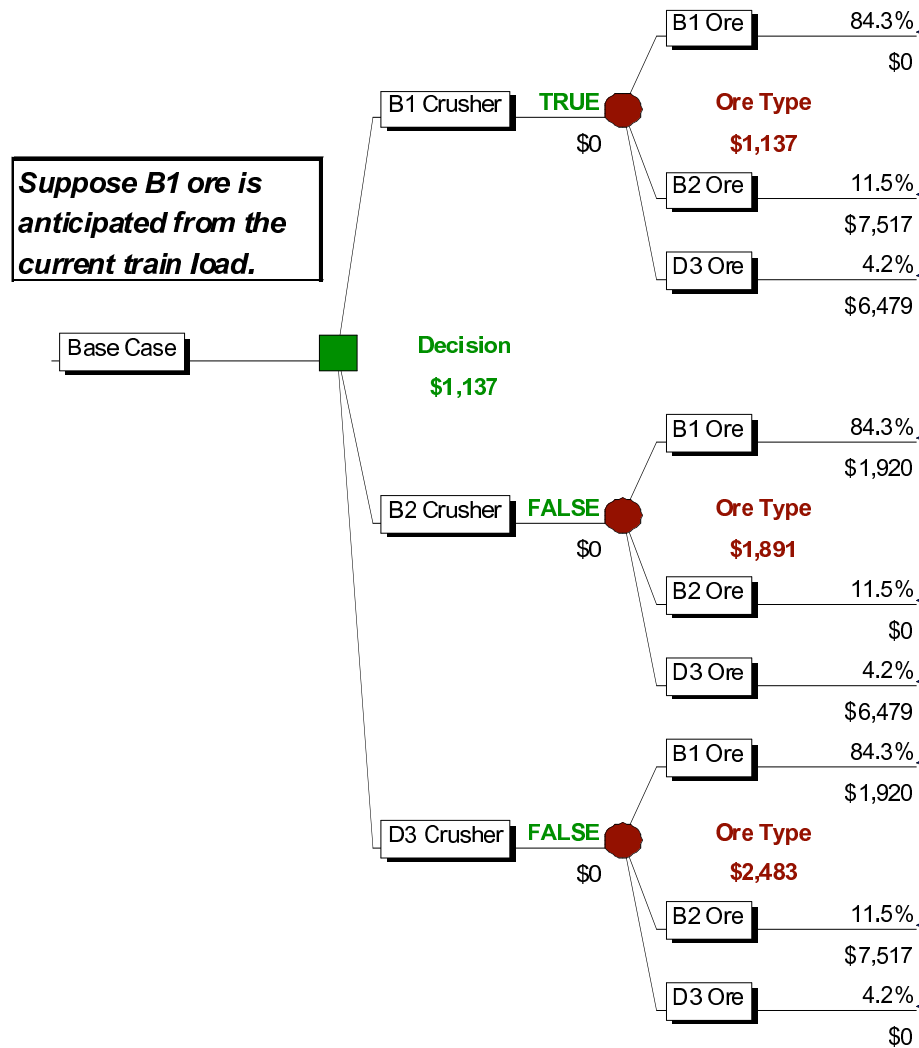 B1 Ore 84.3%
$0
B1 Crusher TRUE Ore Type
$0 $1,137
Suppose B1 ore is
anticipated from the
current train load.
B2 Ore 11.5%
$7,517
D3 Ore 4.2%
$6,479
Base Case Decision
$1,137
B1 Ore 84.3%
$1,920
B2 Crusher FALSE Ore Type
$0 $1,891
B2 Ore 11.5%
$0
D3 Ore 4.2%
$6,479
B1 Ore 84.3%
$1,920
D3 Crusher FALSE Ore Type
$0 $2,483
B2 Ore 11.5%
$7,517
D3 Ore 4.2%
$0